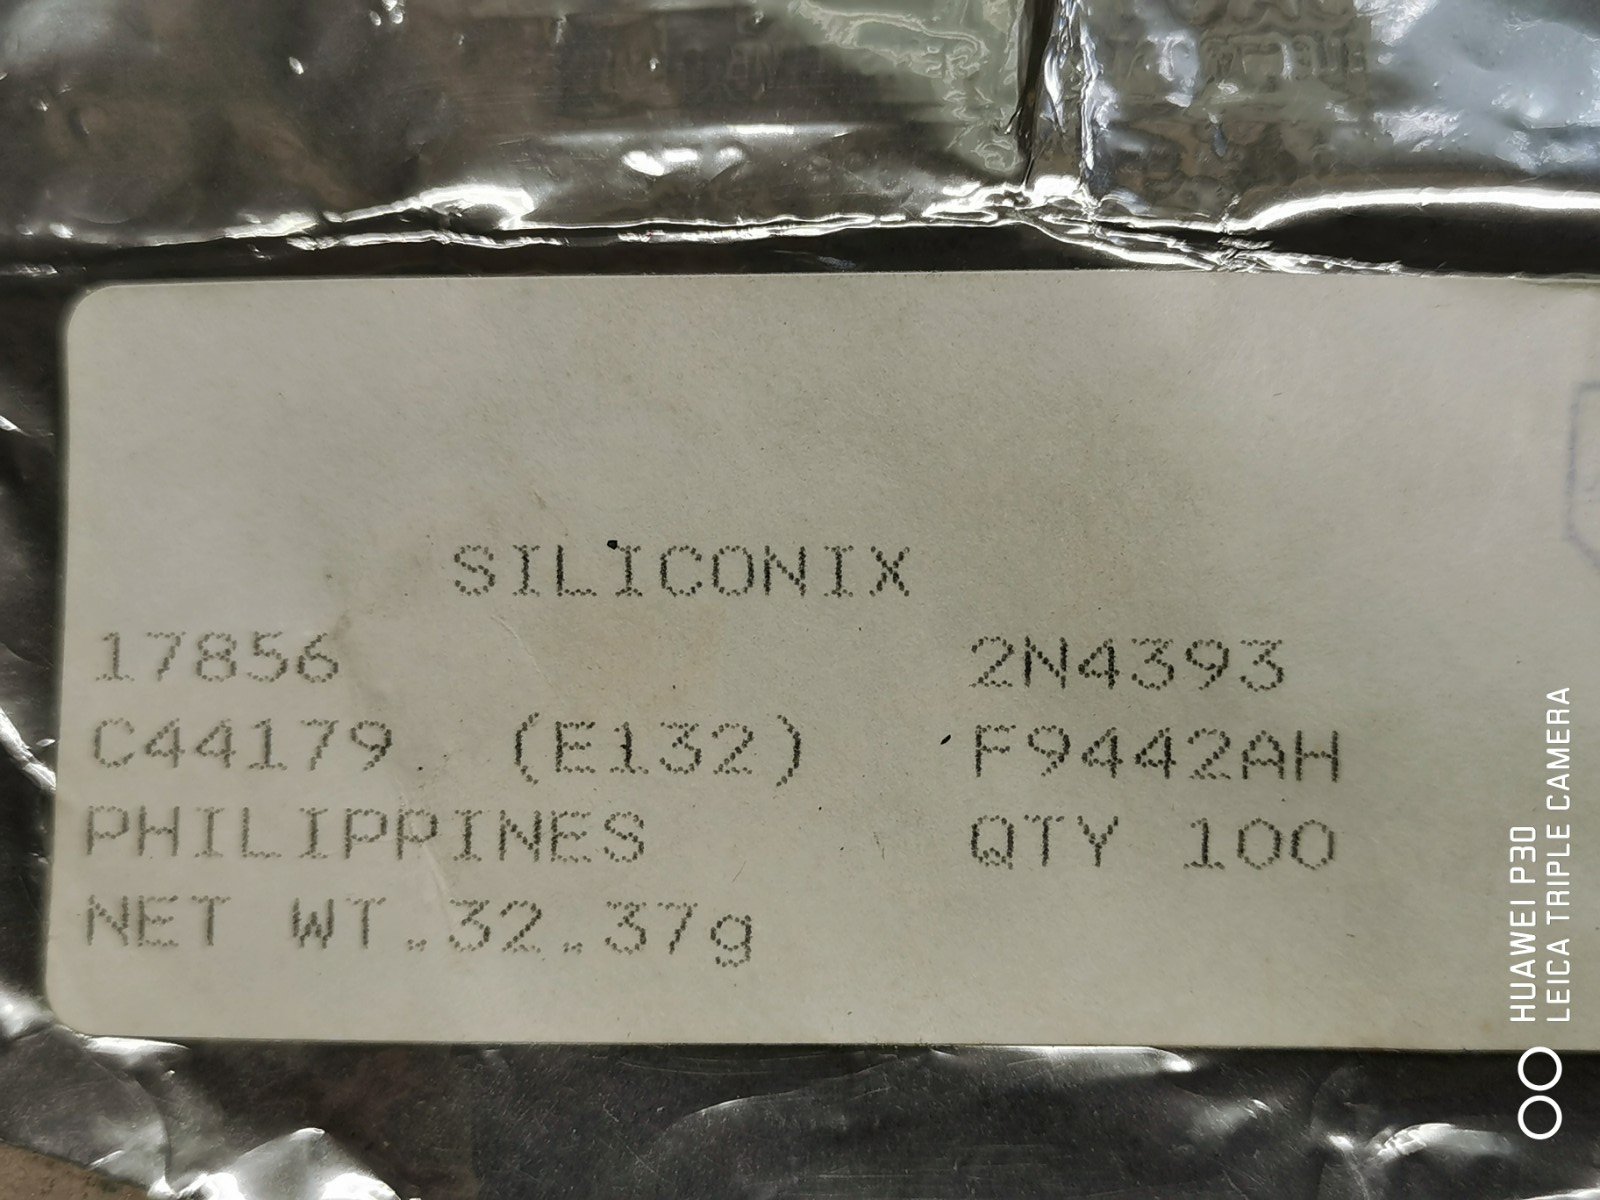 SILICONIX
17856 2N4393
C44179 (E132) F9442AH
PHILIPPINES QTY 100
NET WT.32.37g
HUAWEI P30
LEICA TRIPLE CAMERA